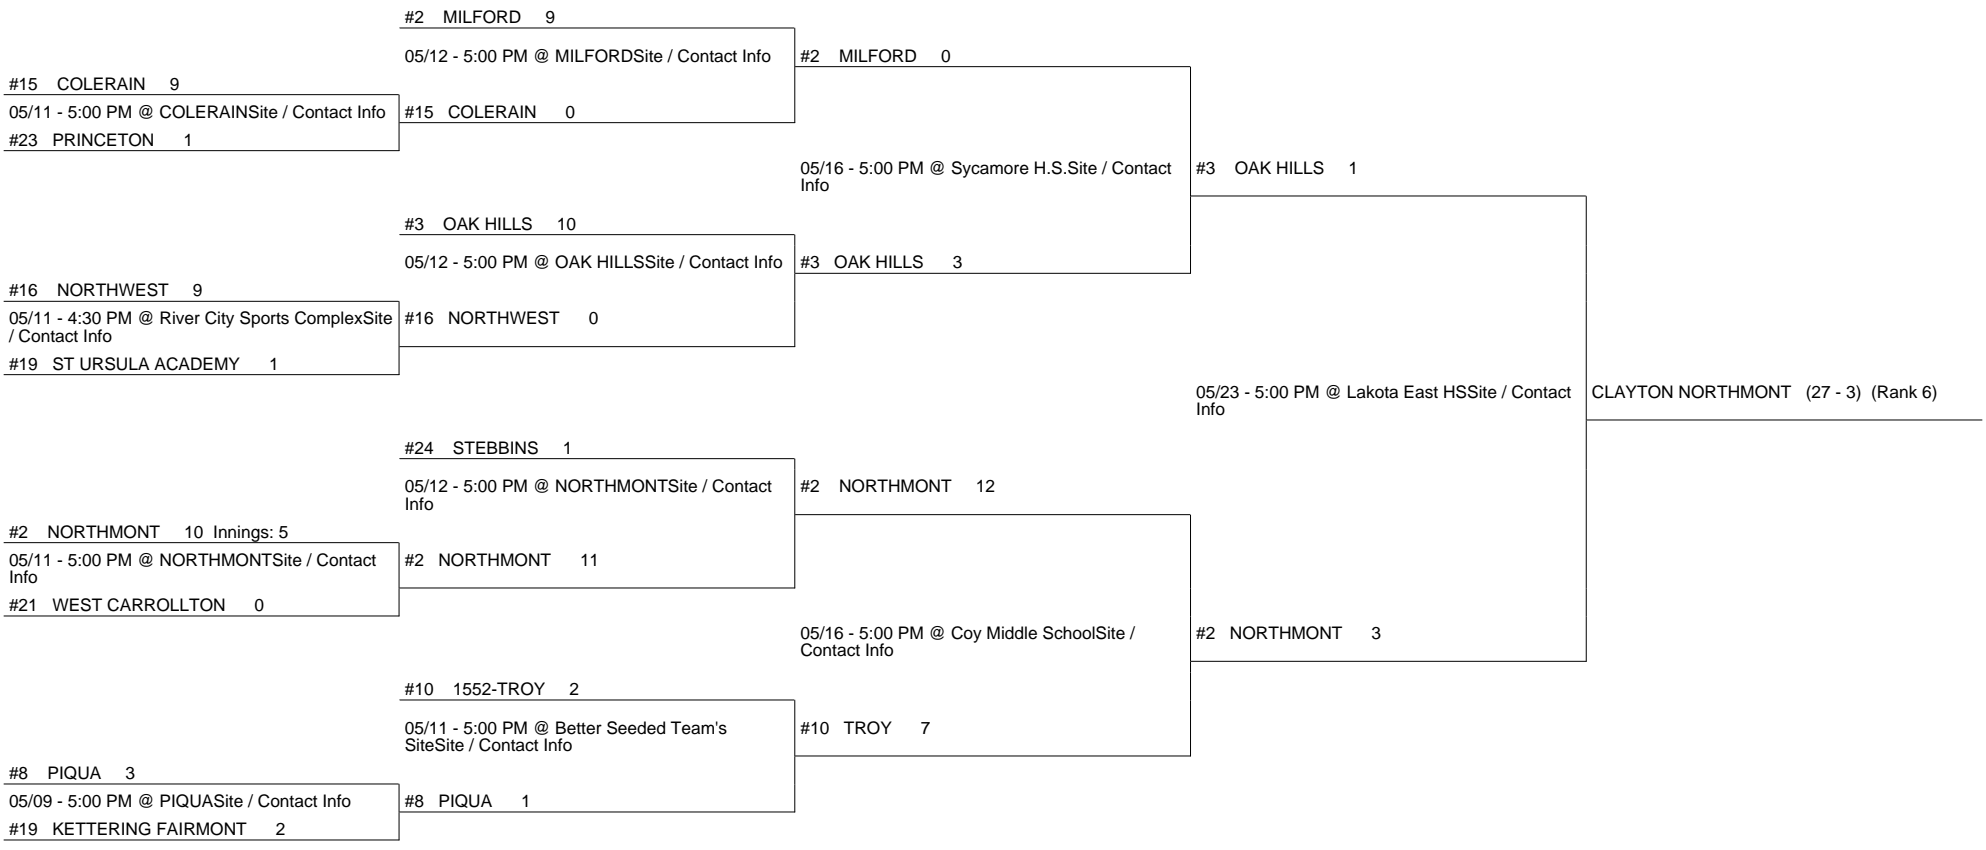 #2 MILFORD 9
05/12 - 5:00 PM @ MILFORDSite / Contact Info
#2 MILFORD 0
#15 COLERAIN 9
05/11 - 5:00 PM @ COLERAINSite / Contact Info
#15 COLERAIN 0
#23 PRINCETON 1
05/16 - 5:00 PM @ Sycamore H.S.Site / Contact
Info
#3 OAK HILLS 1
#3 OAK HILLS 10
05/12 - 5:00 PM @ OAK HILLSSite / Contact Info
#3 OAK HILLS 3
#16 NORTHWEST 9
05/11 - 4:30 PM @ River City Sports ComplexSite
/ Contact Info
#16 NORTHWEST 0
#19 ST URSULA ACADEMY 1
05/23 - 5:00 PM @ Lakota East HSSite / Contact
Info
CLAYTON NORTHMONT (27 - 3) (Rank 6)
#24 STEBBINS 1
05/12 - 5:00 PM @ NORTHMONTSite / Contact
Info
#2 NORTHMONT 12
#2 NORTHMONT 10 Innings: 5
05/11 - 5:00 PM @ NORTHMONTSite / Contact
Info
#2 NORTHMONT 11
#21 WEST CARROLLTON 0
05/16 - 5:00 PM @ Coy Middle SchoolSite /
Contact Info
#2 NORTHMONT 3
#10 1552-TROY 2
05/11 - 5:00 PM @ Better Seeded Team's
SiteSite / Contact Info
#10 TROY 7
#8 PIQUA 3
05/09 - 5:00 PM @ PIQUASite / Contact Info
#8 PIQUA 1
#19 KETTERING FAIRMONT 2